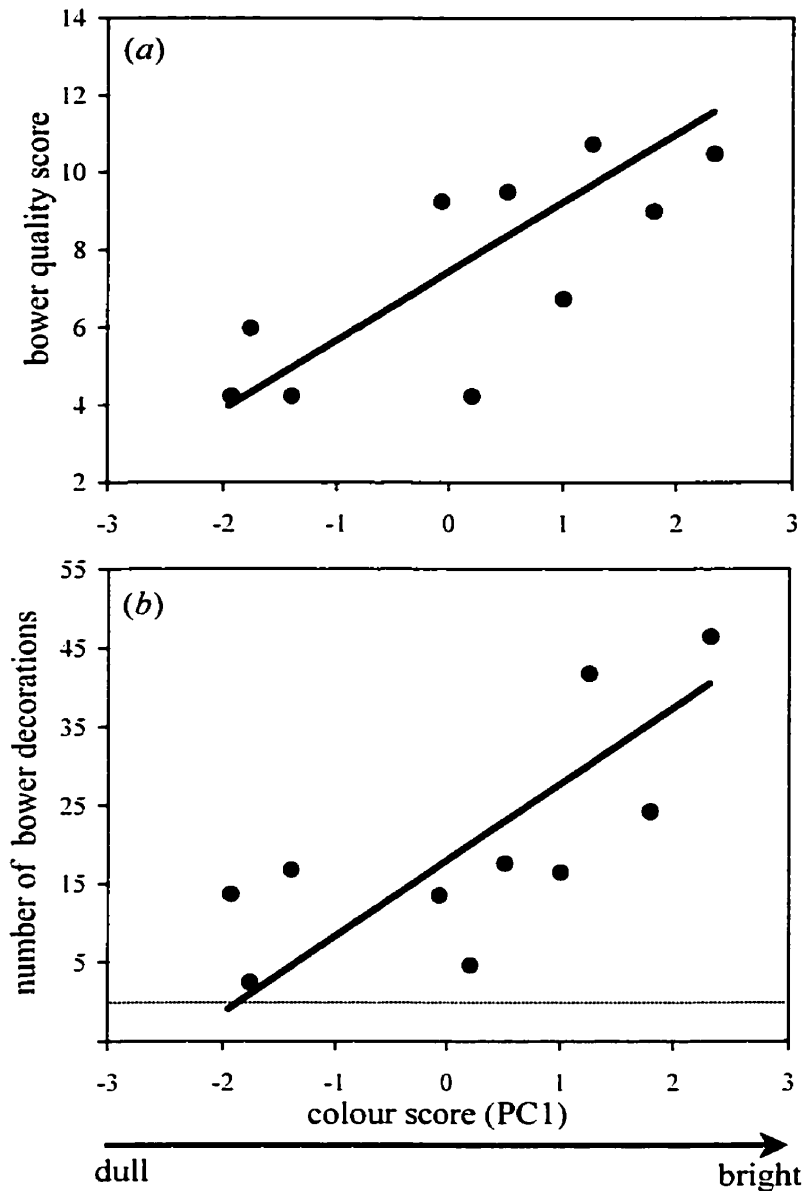 (a)
bower quality score
14
12
10
8
6
4
2
-3 -2 -1 0 1 2 3
(b)
number of bower decorations
55
45
35
25
15
5
-3 -2 -1 0 1 2 3
colour score (PC1)
dull bright